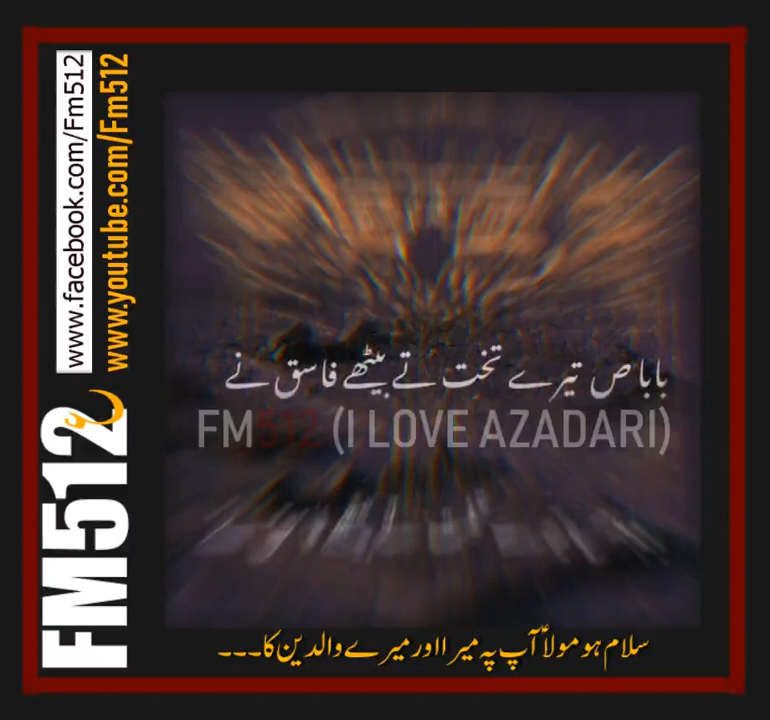 www.facebook.com/Fm512
www.youtube.com/Fm512
FM512
بابا ص تیرے تخت تے بیٹھے فاسق نے
FM512 (I LOVE AZADARI)
سلام ہو مولاؑ آپ پہ میرا اور میرے والدین کا۔۔۔